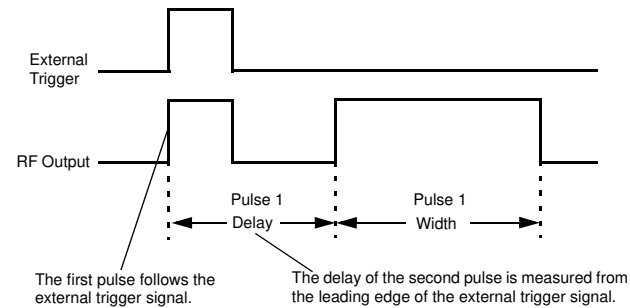 External
Trigger
RF Output
Pulse 1
Delay
Pulse 1
Width
The first pulse follows the
external trigger signal.
The delay of the second pulse is measured from
the leading edge of the external trigger signal.